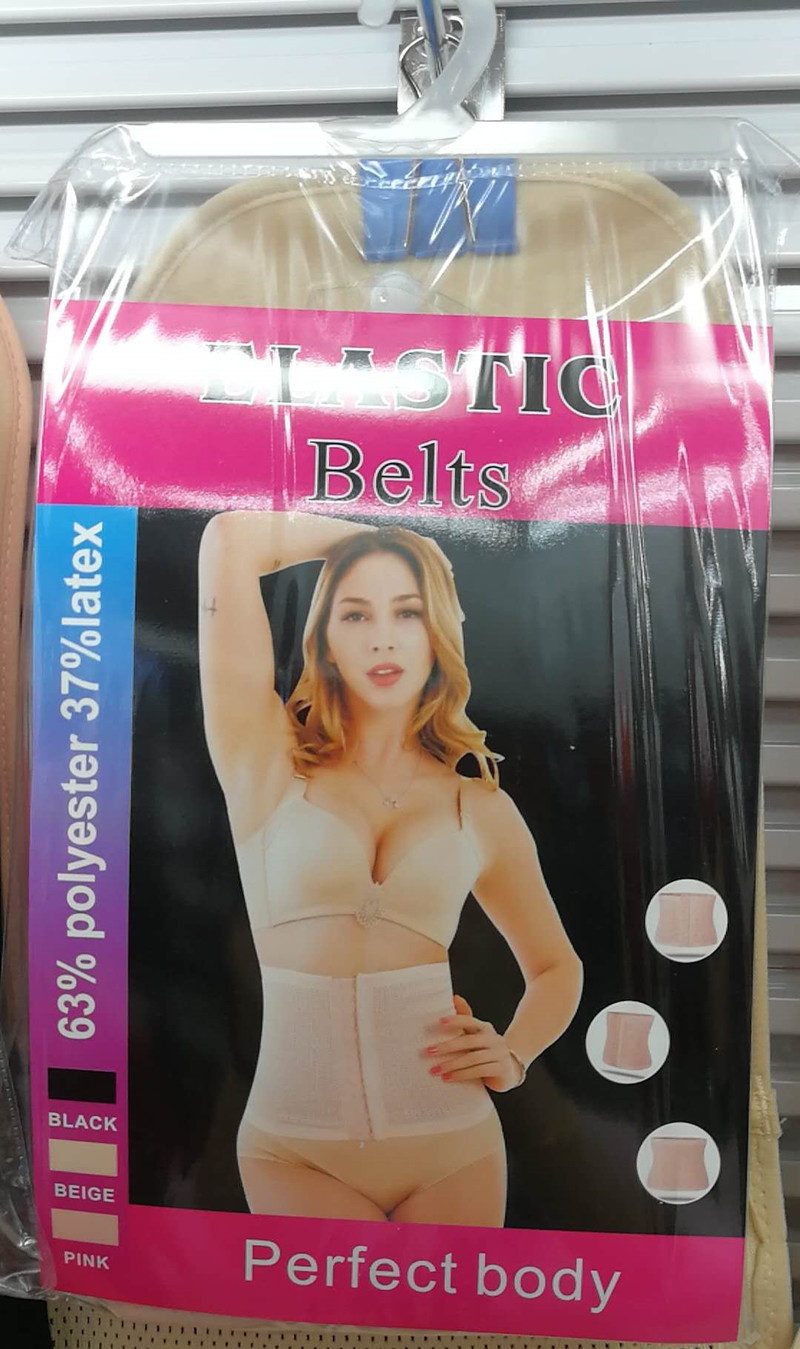 ELASTIC
Belts
63% polyester 37%latex
BLACK
BEIGE
PINK
Perfect body